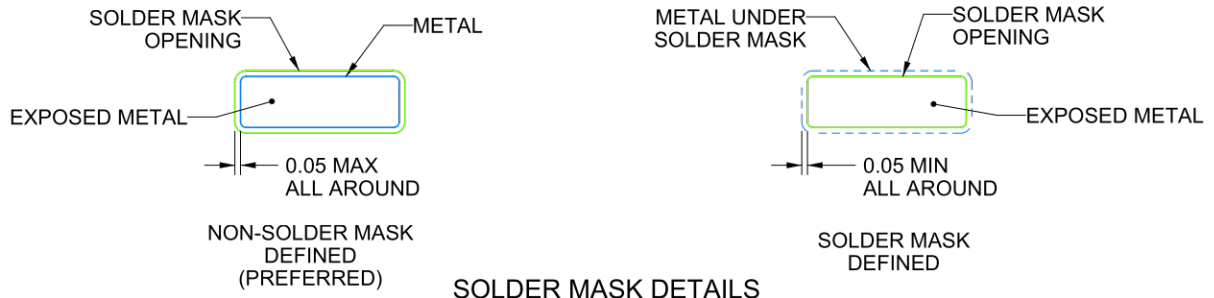 SOLDER MASK
OPENING
METAL
EXPOSED METAL
0.05 MAX
ALL AROUND
NON-SOLDER MASK
DEFINED
(PREFERRED)
METAL UNDER
SOLDER MASK
SOLDER MASK
OPENING
EXPOSED METAL
0.05 MIN
ALL AROUND
SOLDER MASK
DEFINED
SOLDER MASK DETAILS